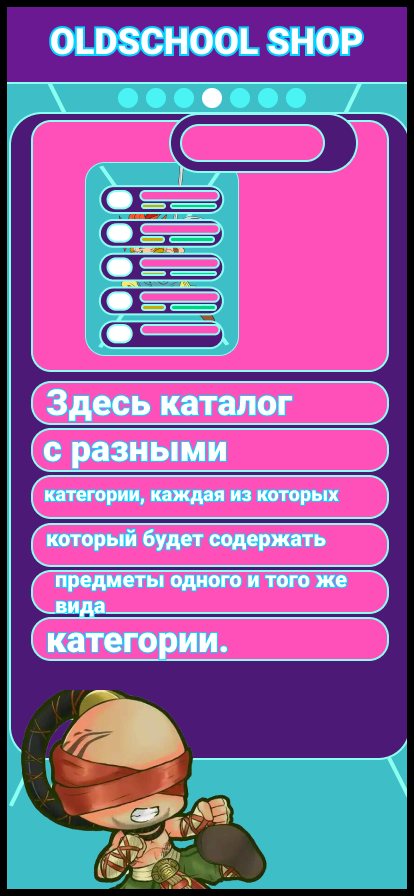 OLDSCHOOL SHOP
Здесь каталог
с разными
категории, каждая из которых
который будет содержать
предметы одного и того же
вида
категории.